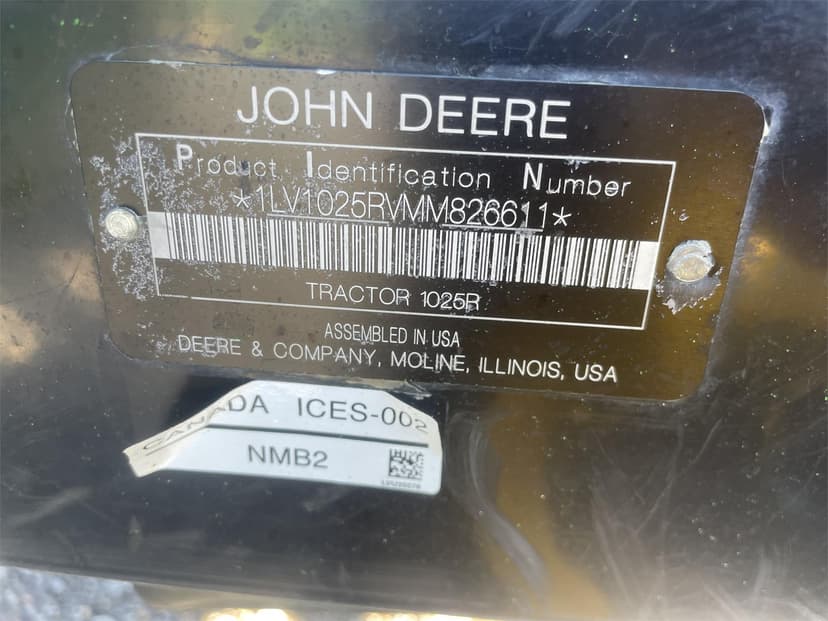 JOHN DEERE
Product Identification Number
*1LV1025RVMM826611*
TRACTOR 1025R
ASSEMBLED IN USA
DEERE & COMPANY, MOLINE, ILLINOIS, USA
CANADA ICES-002
NMB2